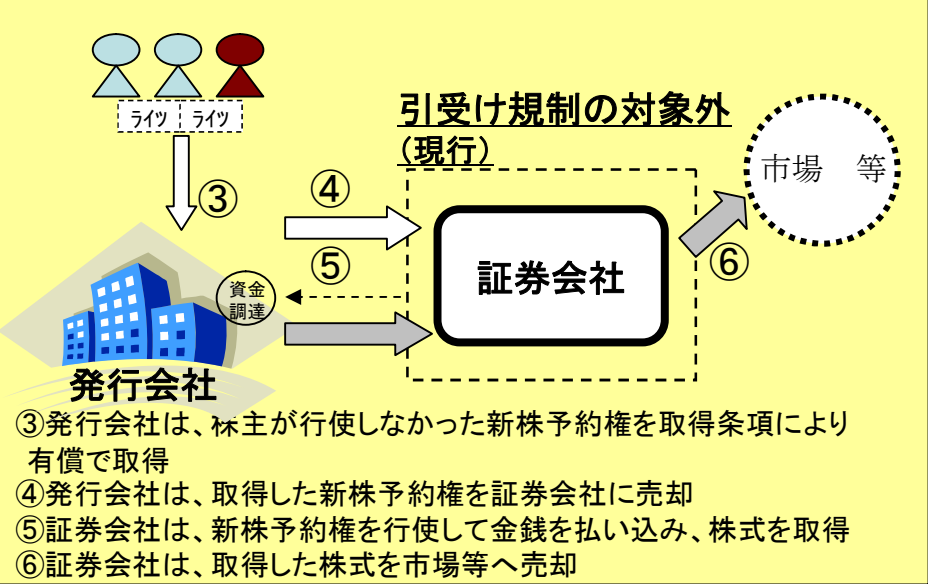 ライツ ライツ
引受け規制の対象外
（現行）
市場　等
③
④
⑤
証券会社
⑥
資金
調達
発行会社
③発行会社は、株主が行使しなかった新株予約権を取得条項により
有償で取得
④発行会社は、取得した新株予約権を証券会社に売却
⑤証券会社は、新株予約権を行使して金銭を払い込み、株式を取得
⑥証券会社は、取得した株式を市場等へ売却